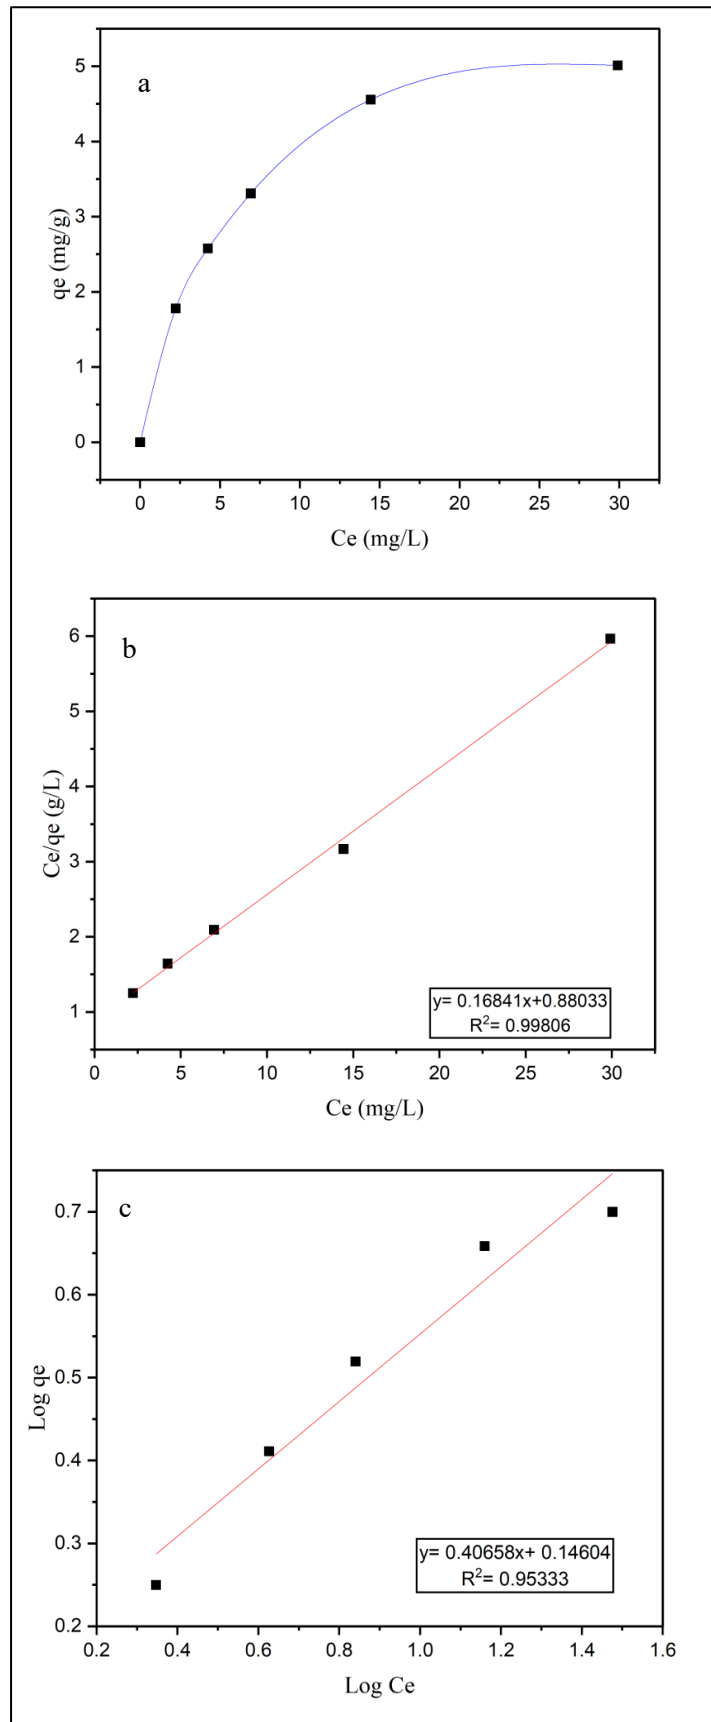 a
5
4
3
2
1
0
qe (mg/g)
0 5 10 15 20 25 30
Ce (mg/L)
b
6
5
4
3
2
1
Ce/qe (g/L)
y= 0.16841x+0.88033
R²= 0.99806
0 5 10 15 20 25 30
Ce (mg/L)
c
0.7
0.6
0.5
0.4
0.3
0.2
Log qe
y= 0.40658x+ 0.14604
R²= 0.95333
0.2 0.4 0.6 0.8 1.0 1.2 1.4 1.6
Log Ce